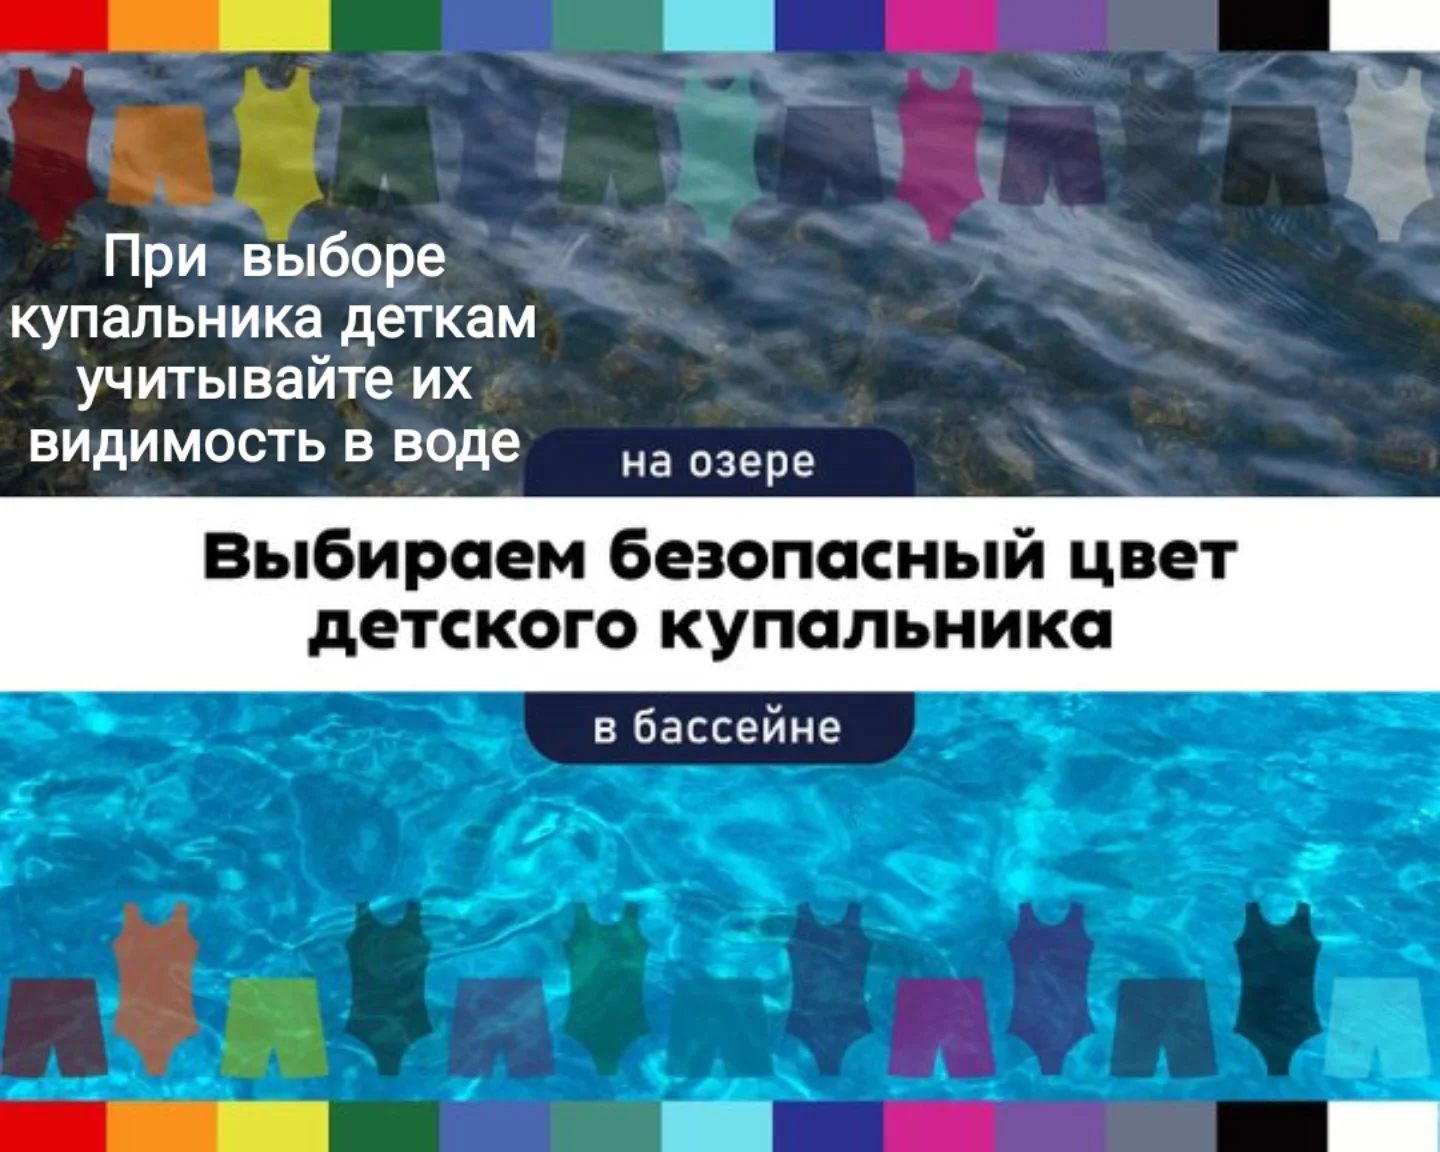 При выборе
купальника деткам
учитывайте их
видимость в воде
на озере
Выбираем безопасный цвет
детского купальника
в бассейне